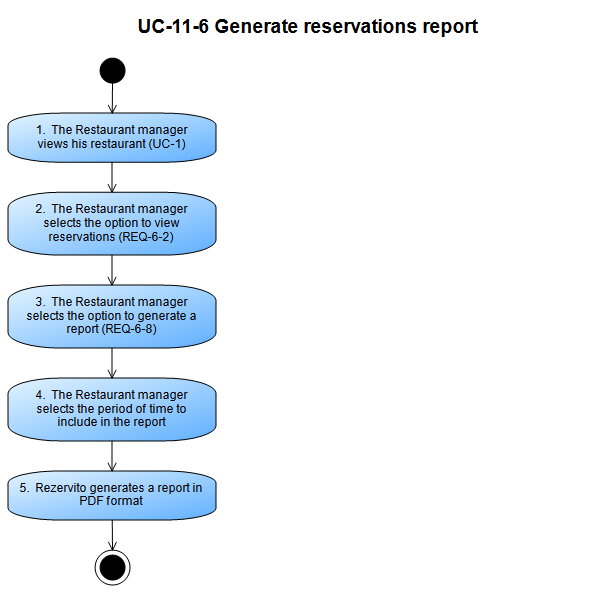 UC-11-6 Generate reservations report
1. The Restaurant manager
views his restaurant (UC-1)
2. The Restaurant manager
selects the option to view
reservations (REQ-6-2)
3. The Restaurant manager
selects the option to generate a
report (REQ-6-8)
4. The Restaurant manager
selects the period of time to
include in the report
5. Rezervito generates a report in
PDF format